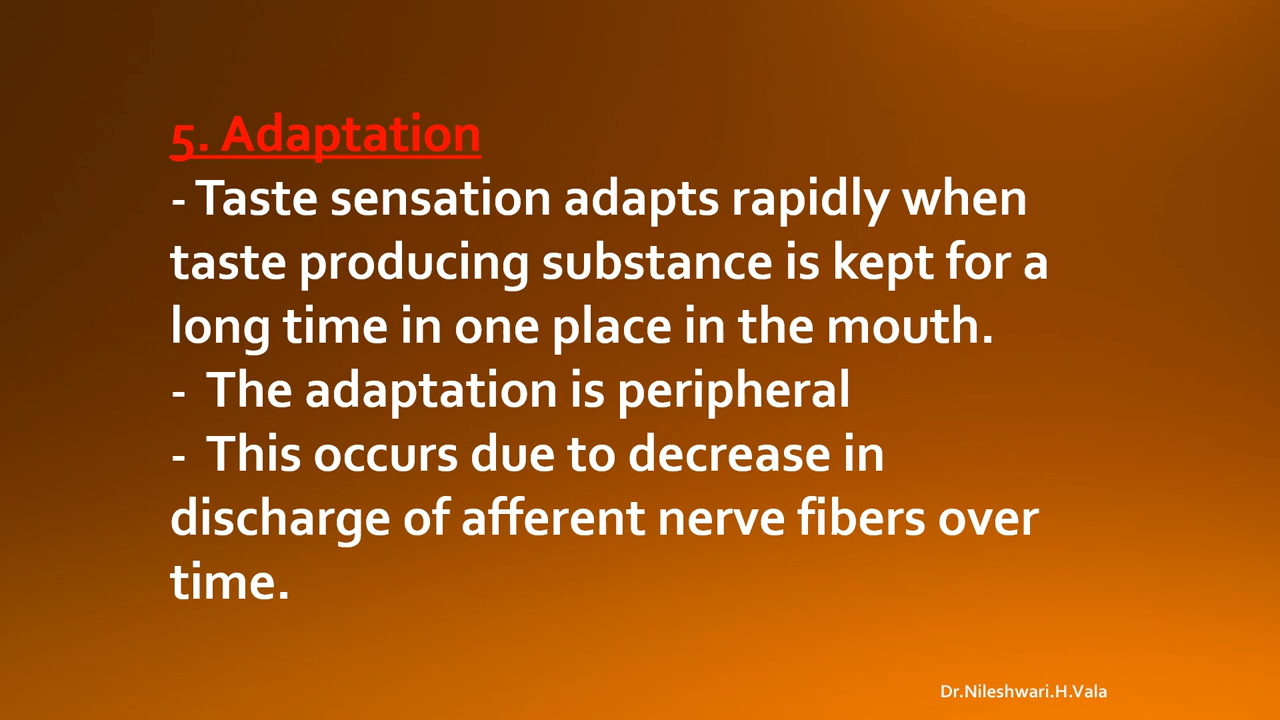 5. Adaptation
- Taste sensation adapts rapidly when
taste producing substance is kept for a
long time in one place in the mouth.
- The adaptation is peripheral
- This occurs due to decrease in
discharge of afferent nerve fibers over
time.
Dr.Nileshwari.H.Vala